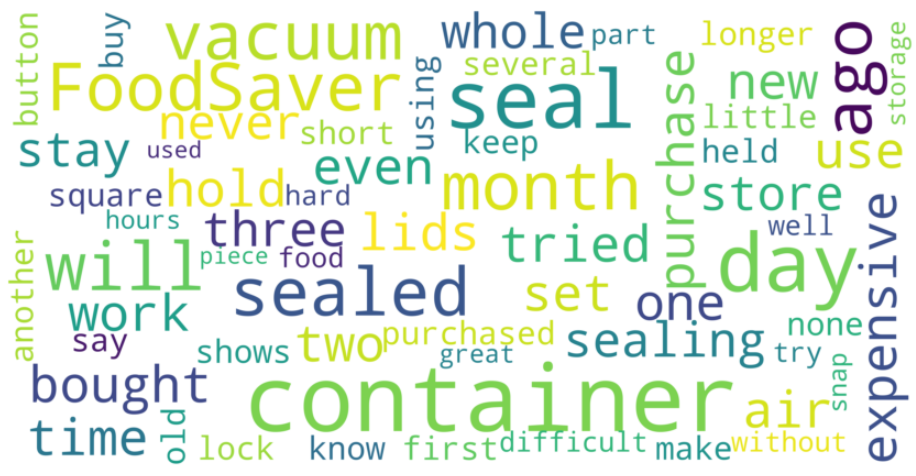 button
buy
vacuum
whole
part
longer
ago
storage
FoodSaver
using
several
seal
purchase
new
never
short
keep
little
stay
used
even
held
use
square
hold
hard
month
store
hours
three
lids
tried
well
expensive
another
will
piece
food
day
sealed
set
one
work
say
shows
two
purchased
great
sealing
none
try
snap
bought
container
air
time
old
lock
know
first
difficult
make
without